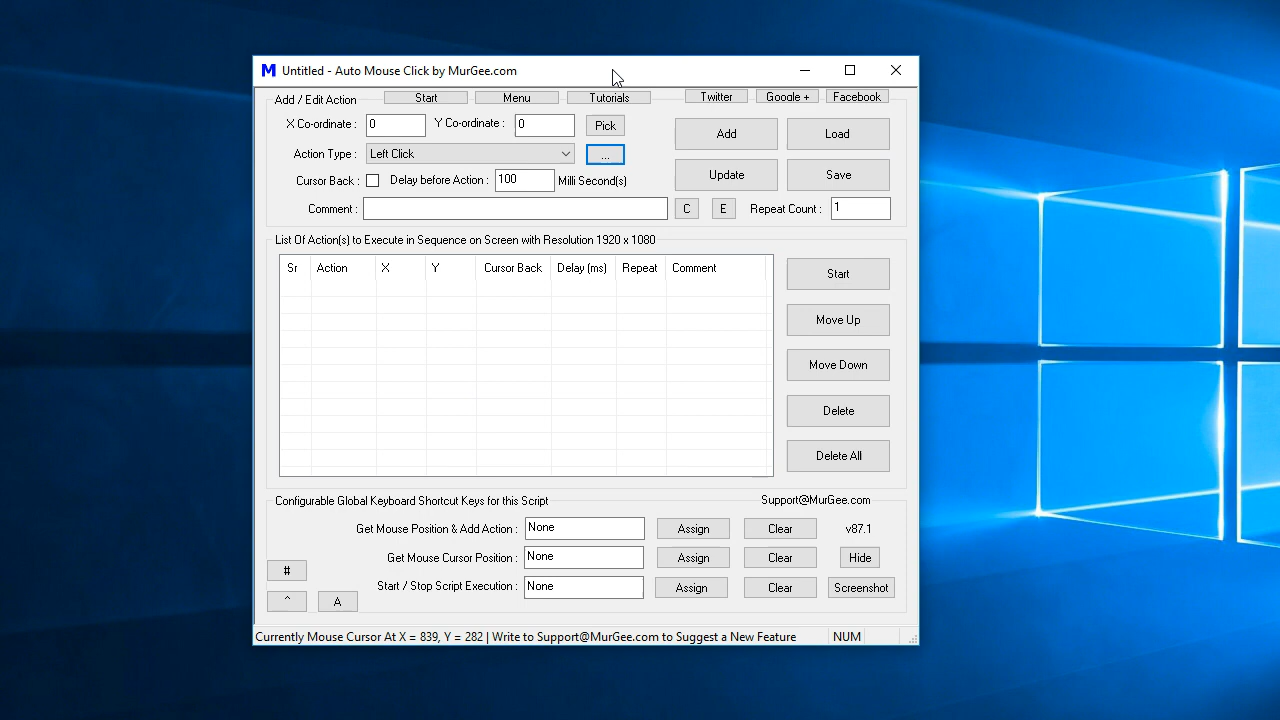 M Untitled - Auto Mouse Click by MurGee.com
Add / Edit Action Start Menu Tutorials Twitter Google + Facebook
X Co-ordinate : 0 Y Co-ordinate : 0 Pick Add Load
Action Type : Left Click ...
Cursor Back : Delay before Action : 100 Milli Second(s) Update Save
Comment : C E Repeat Count : 1
List Of Action(s) to Execute in Sequence on Screen with Resolution 1920 x 1080
Sr Action X Y Cursor Back Delay (ms) Repeat Comment
Start
Move Up
Move Down
Delete
Delete All
Configurable Global Keyboard Shortcut Keys for this Script Support@MurGee.com
Get Mouse Position & Add Action : None Assign Clear v87.1
Get Mouse Cursor Position : None Assign Clear Hide
#
Start / Stop Script Execution : None Assign Clear Screenshot
^ A
Currently Mouse Cursor At X = 839, Y = 282 | Write to Support@MurGee.com to Suggest a New Feature NUM